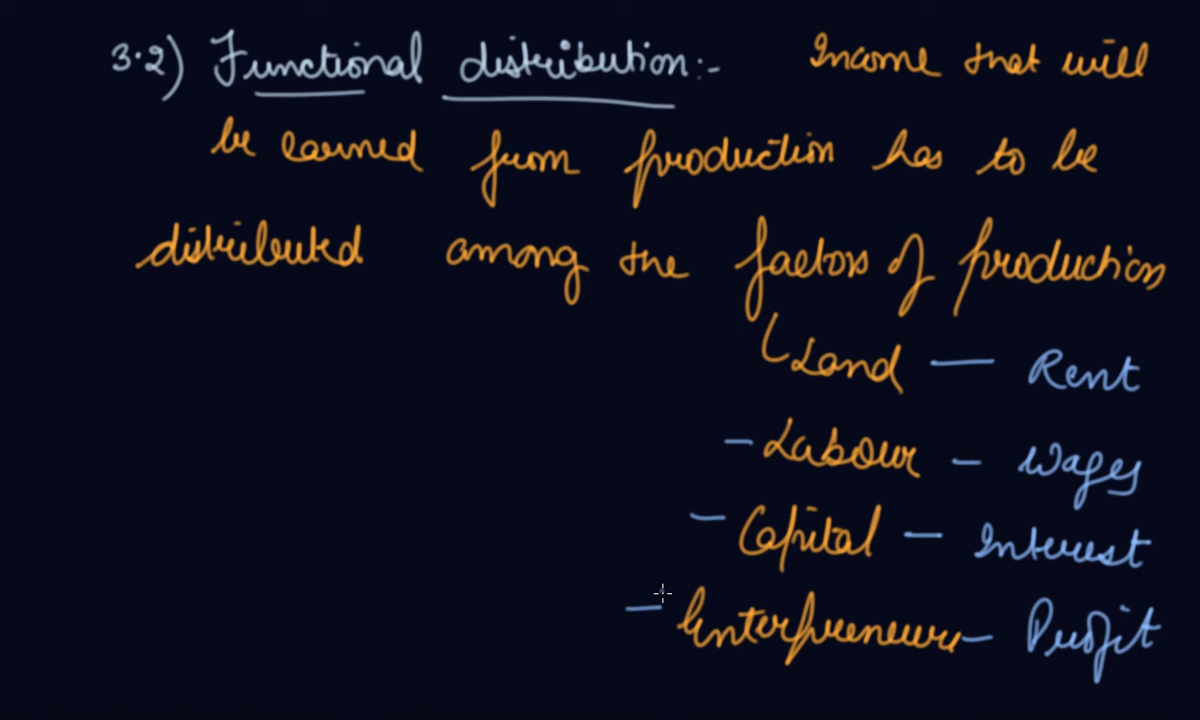 3.2) Functional distribution:- Income that will
be earned from production has to be
distributed among the factors of production
Land — Rent
- Labour - Wages
- Capital - Interest
- Enterpreneur - Profit